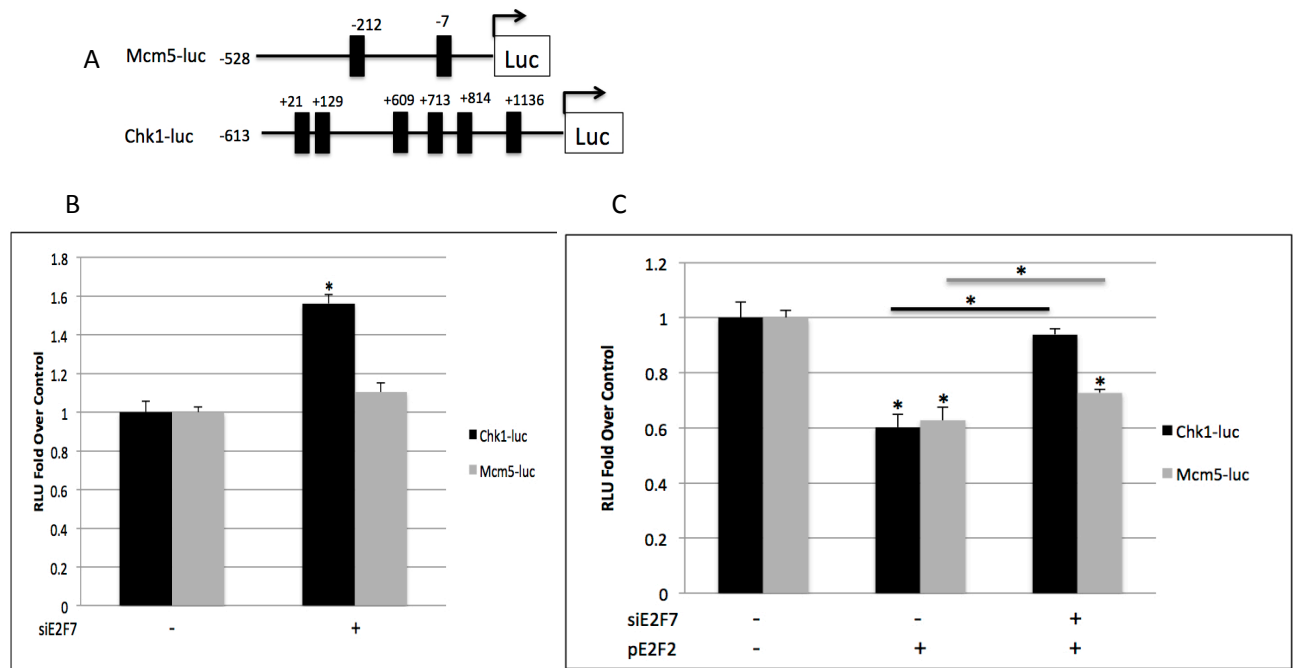 A
-212 -7
Mcm5-luc -528 Luc
+21 +129 +609 +713 +814 +1136
Chk1-luc -613 Luc
B
RLU Fold Over Control
1.8
1.6
1.4
1.2
1
0.8
0.6
0.4
0.2
0
*
Chk1-luc
Mcm5-luc
siE2F7 - +
C
RLU Fold Over Control
1.2
1
0.8
0.6
0.4
0.2
0
*
*
* *
*
Chk1-luc
Mcm5-luc
siE2F7 - - +
pE2F2 - + +